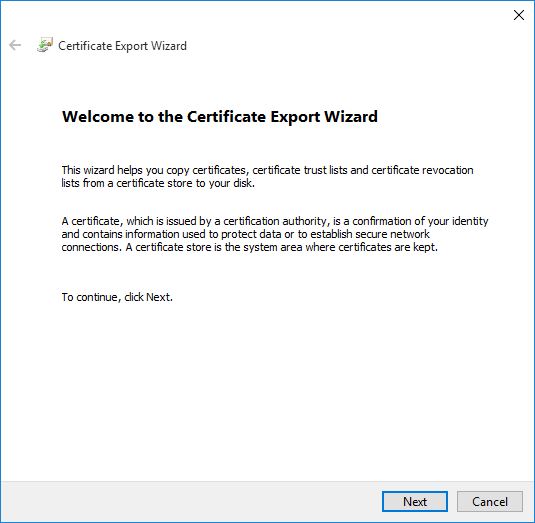 Certificate Export Wizard
Welcome to the Certificate Export Wizard
This wizard helps you copy certificates, certificate trust lists and certificate revocation
lists from a certificate store to your disk.
A certificate, which is issued by a certification authority, is a confirmation of your identity
and contains information used to protect data or to establish secure network
connections. A certificate store is the system area where certificates are kept.
To continue, click Next.
Next Cancel